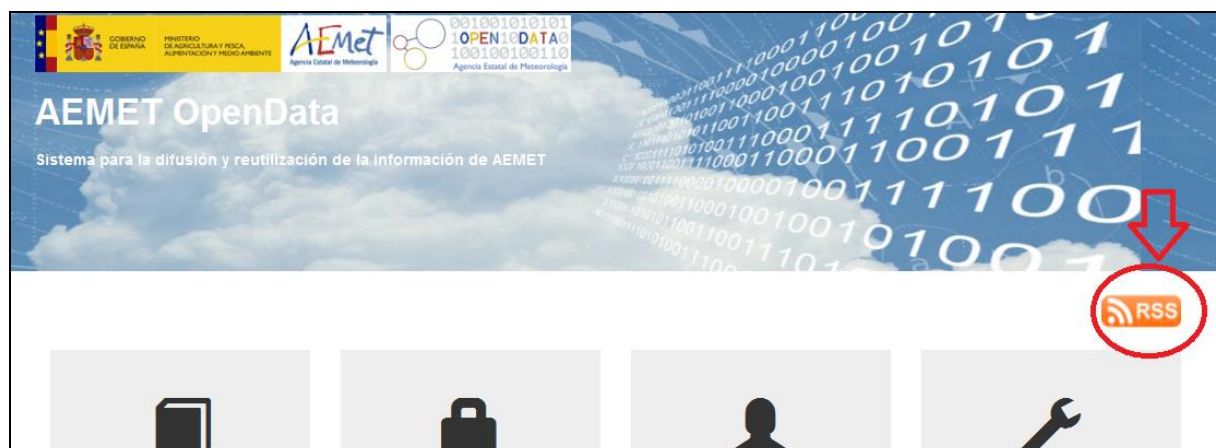 GOBIERNO
DE ESPAÑA
MINISTERIO
DE AGRICULTURA Y PESCA,
ALIMENTACIÓN Y MEDIO AMBIENTE
AEMet
Agencia Estatal de Meteorología
001001010101
1OPEN10DATA0
100100100110
Agencia Estatal de Meteorología
AEMET OpenData
Sistema para la difusión y reutilización de la información de AEMET
RSS